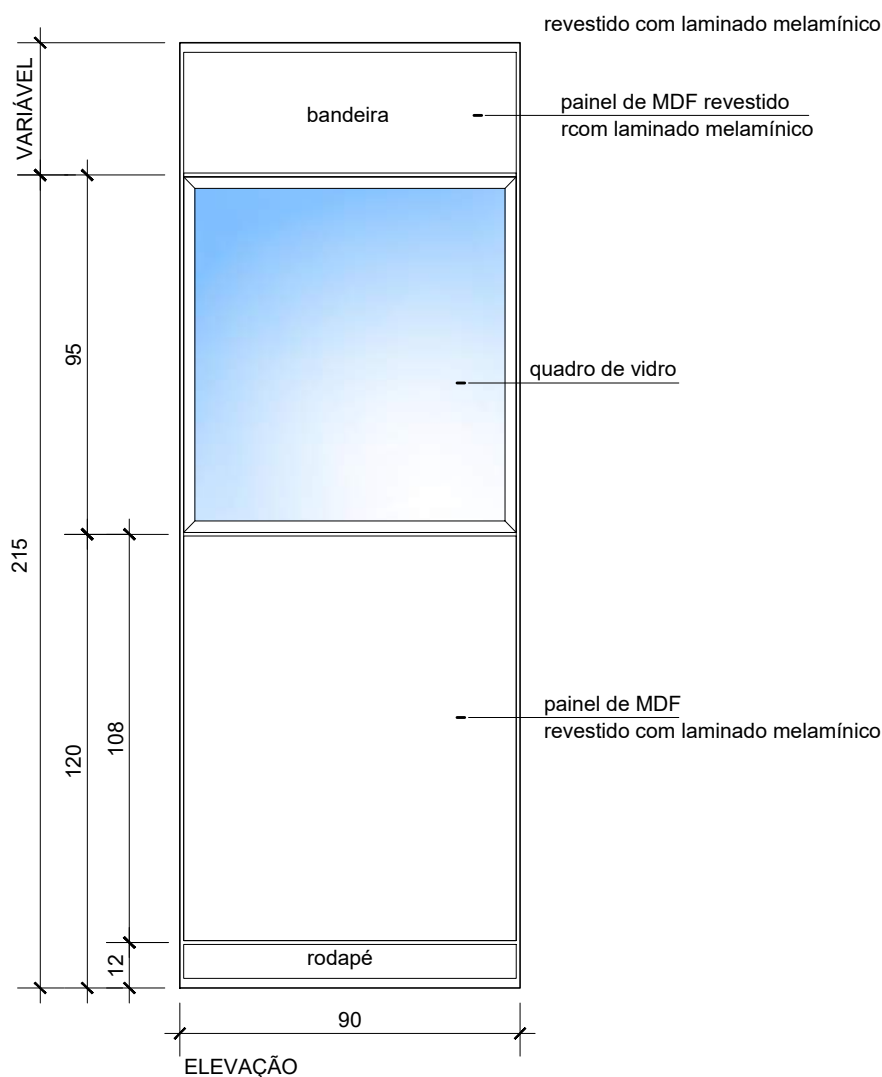 revestido com laminado melamínico
VARIÁVEL
bandeira
painel de MDF revestido
rcom laminado melamínico
95
quadro de vidro
215
painel de MDF
revestido com laminado melamínico
120
108
12
rodapé
90
ELEVAÇÃO